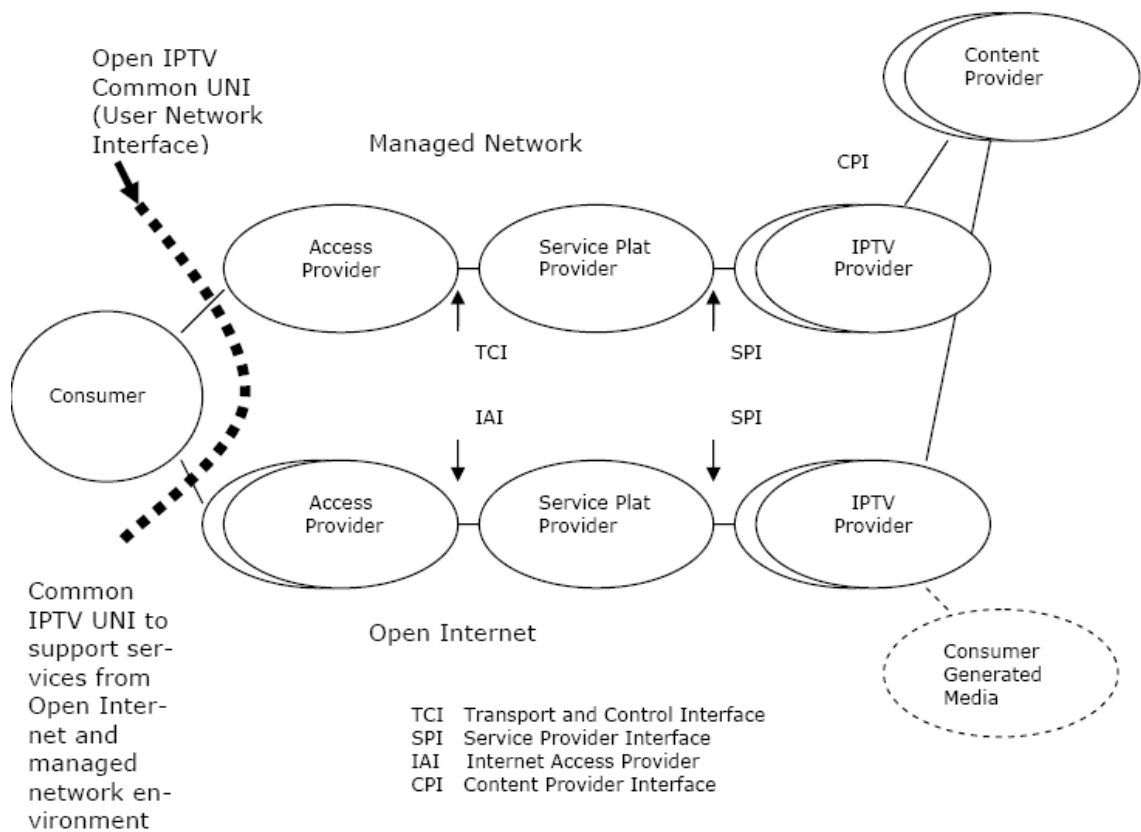 Open IPTV
Common UNI
(User Network
Interface)
Managed Network
Content
Provider
CPI
Access
Provider
Service Plat
Provider
IPTV
Provider
TCI
SPI
Consumer
IAI
SPI
Access
Provider
Service Plat
Provider
IPTV
Provider
Common
IPTV UNI to
support ser-
vices from
Open Inter-
net and
managed
network en-
vironment
Open Internet
Consumer
Generated
Media
TCI Transport and Control Interface
SPI Service Provider Interface
IAI Internet Access Provider
CPI Content Provider Interface